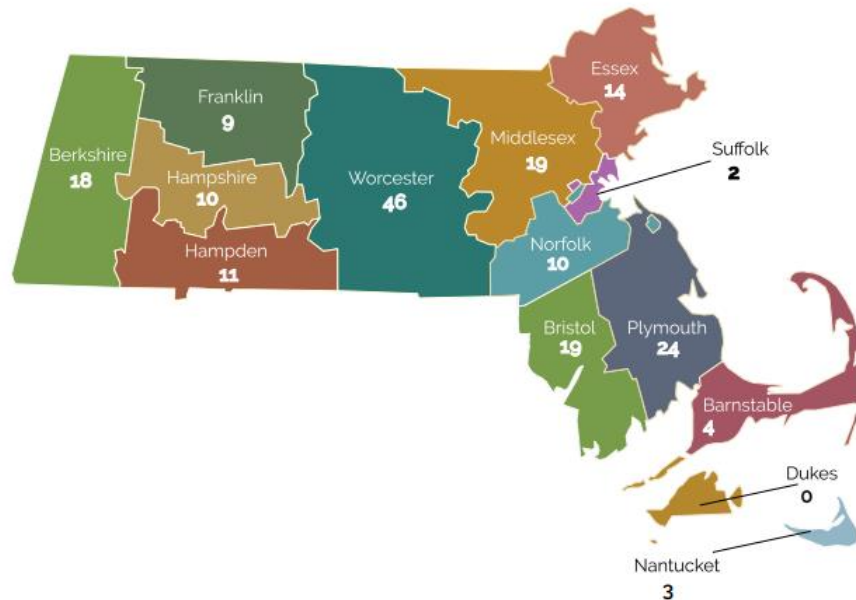 Essex
14
Franklin
9
Middlesex
19
Suffolk
2
Berkshire
18
Hampshire
10
Worcester
46
Norfolk
10
Hampden
11
Bristol
19
Plymouth
24
Barnstable
4
Dukes
0
Nantucket
3